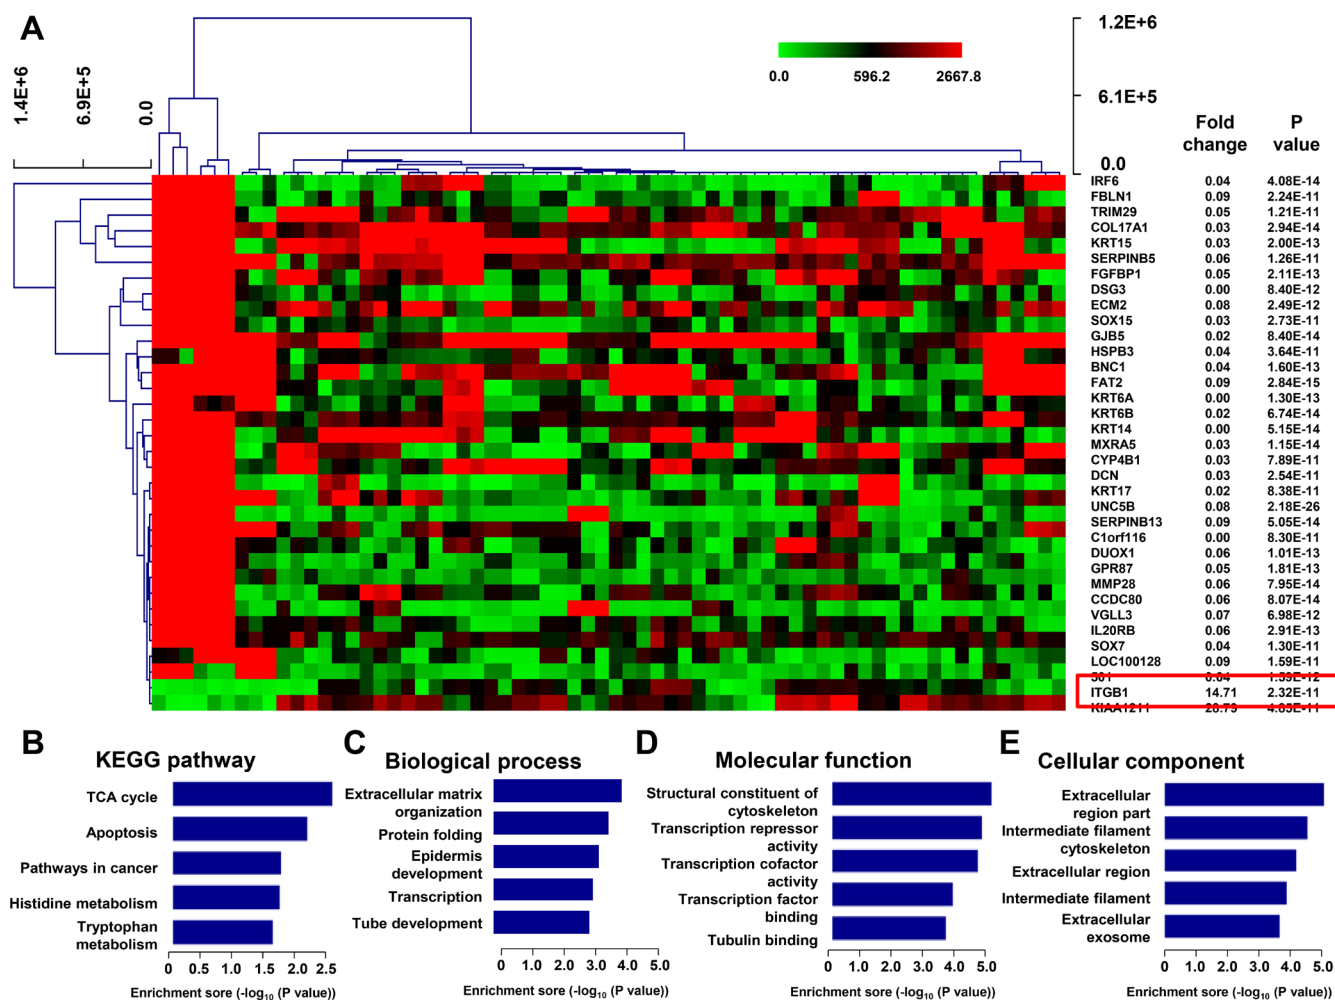 A
1.4E+6
6.9E+5
0.0
0.0
596.2
2667.8
1.2E+6
6.1E+5
0.0
Fold change
P value
IRF6 0.04 4.08E-14
FBLN1 0.09 2.24E-11
TRIM29 0.05 1.21E-11
COL17A1 0.03 2.94E-14
KRT15 0.03 2.00E-13
SERPINB5 0.06 1.26E-11
FGFBP1 0.05 2.11E-13
DSG3 0.00 8.40E-12
ECM2 0.08 2.49E-12
SOX15 0.03 2.73E-11
GJB5 0.02 8.40E-14
HSPB3 0.04 3.64E-11
BNC1 0.04 1.60E-13
FAT2 0.09 2.84E-15
KRT6A 0.00 1.30E-13
KRT6B 0.02 6.74E-14
KRT14 0.00 5.15E-14
MXRA5 0.03 1.15E-14
CYP4B1 0.03 7.89E-11
DCN 0.03 2.54E-11
KRT17 0.02 8.38E-11
UNC5B 0.08 2.18E-26
SERPINB13 0.09 5.05E-14
C1orf116 0.00 8.30E-11
DUOX1 0.06 1.01E-13
GPR87 0.05 1.81E-13
MMP28 0.06 7.95E-14
CCDC80 0.06 8.07E-14
VGLL3 0.07 6.98E-12
IL20RB 0.06 2.91E-13
SOX7 0.04 1.30E-11
LOC100128 0.09 1.59E-11
501 0.04 1.53E-12
ITGB1 14.71 2.32E-11
KIAA1211 28.79 4.85E-11
B
KEGG pathway
TCA cycle
Apoptosis
Pathways in cancer
Histidine metabolism
Tryptophan
metabolism
0.0 0.5 1.0 1.5 2.0 2.5
Enrichment sore (-log10 (P value))
C
Biological process
Extracellular matrix
organization
Protein folding
Epidermis
development
Transcription
Tube development
0.0 1.0 2.0 3.0 4.0 5.0
Enrichment sore (-log10 (P value))
D
Molecular function
Structural constituent of
cytoskeleton
Transcription repressor
activity
Transcription cofactor
activity
Transcription factor
binding
Tubulin binding
0.0 1.0 2.0 3.0 4.0 5.0
Enrichment sore (-log10 (P value))
E
Cellular component
Extracellular
region part
Intermediate filament
cytoskeleton
Extracellular region
Intermediate filament
Extracellular
exosome
0.0 1.0 2.0 3.0 4.0 5.0
Enrichment sore (-log10 (P value))